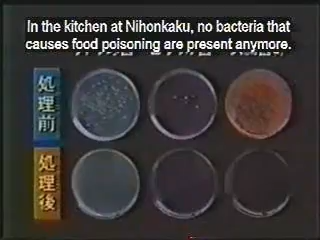 In the kitchen at Nihonkaku, no bacteria that
causes food poisoning are present anymore.
処理前
処理後